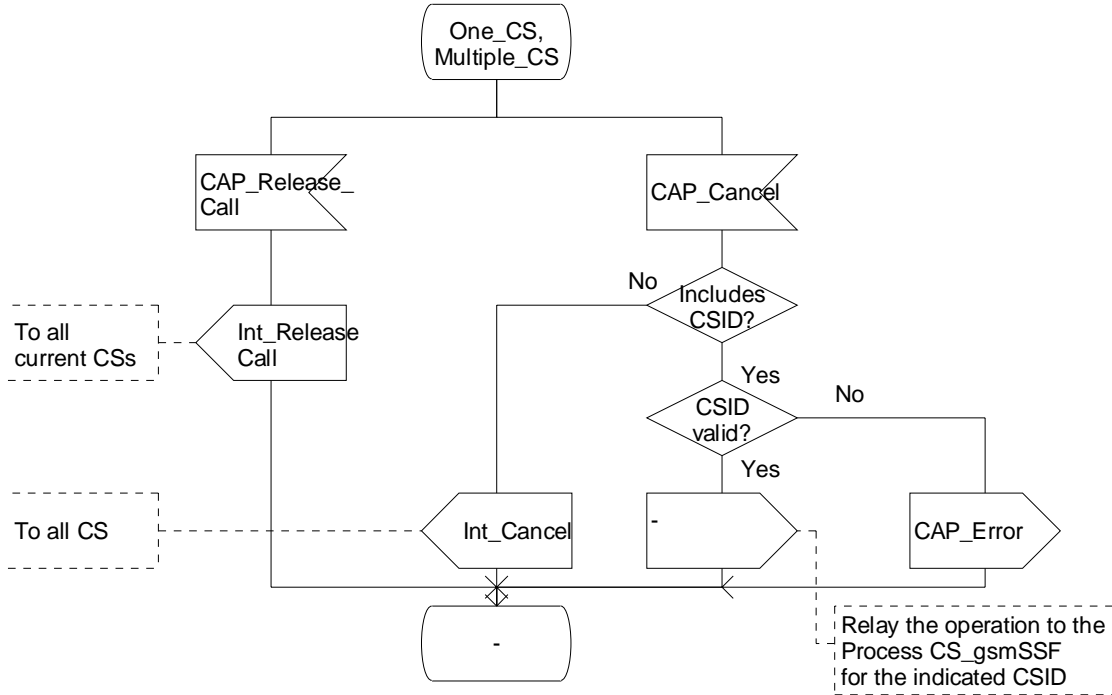 One_CS,
Multiple_CS
CAP_Release_
Call
CAP_Cancel
No
Includes
CSID?
To all
current CSs
Int_Release
Call
Yes
CSID
valid?
No
Yes
To all CS
Int_Cancel
-
CAP_Error
-
Relay the operation to the
Process CS_gsmSSF
for the indicated CSID